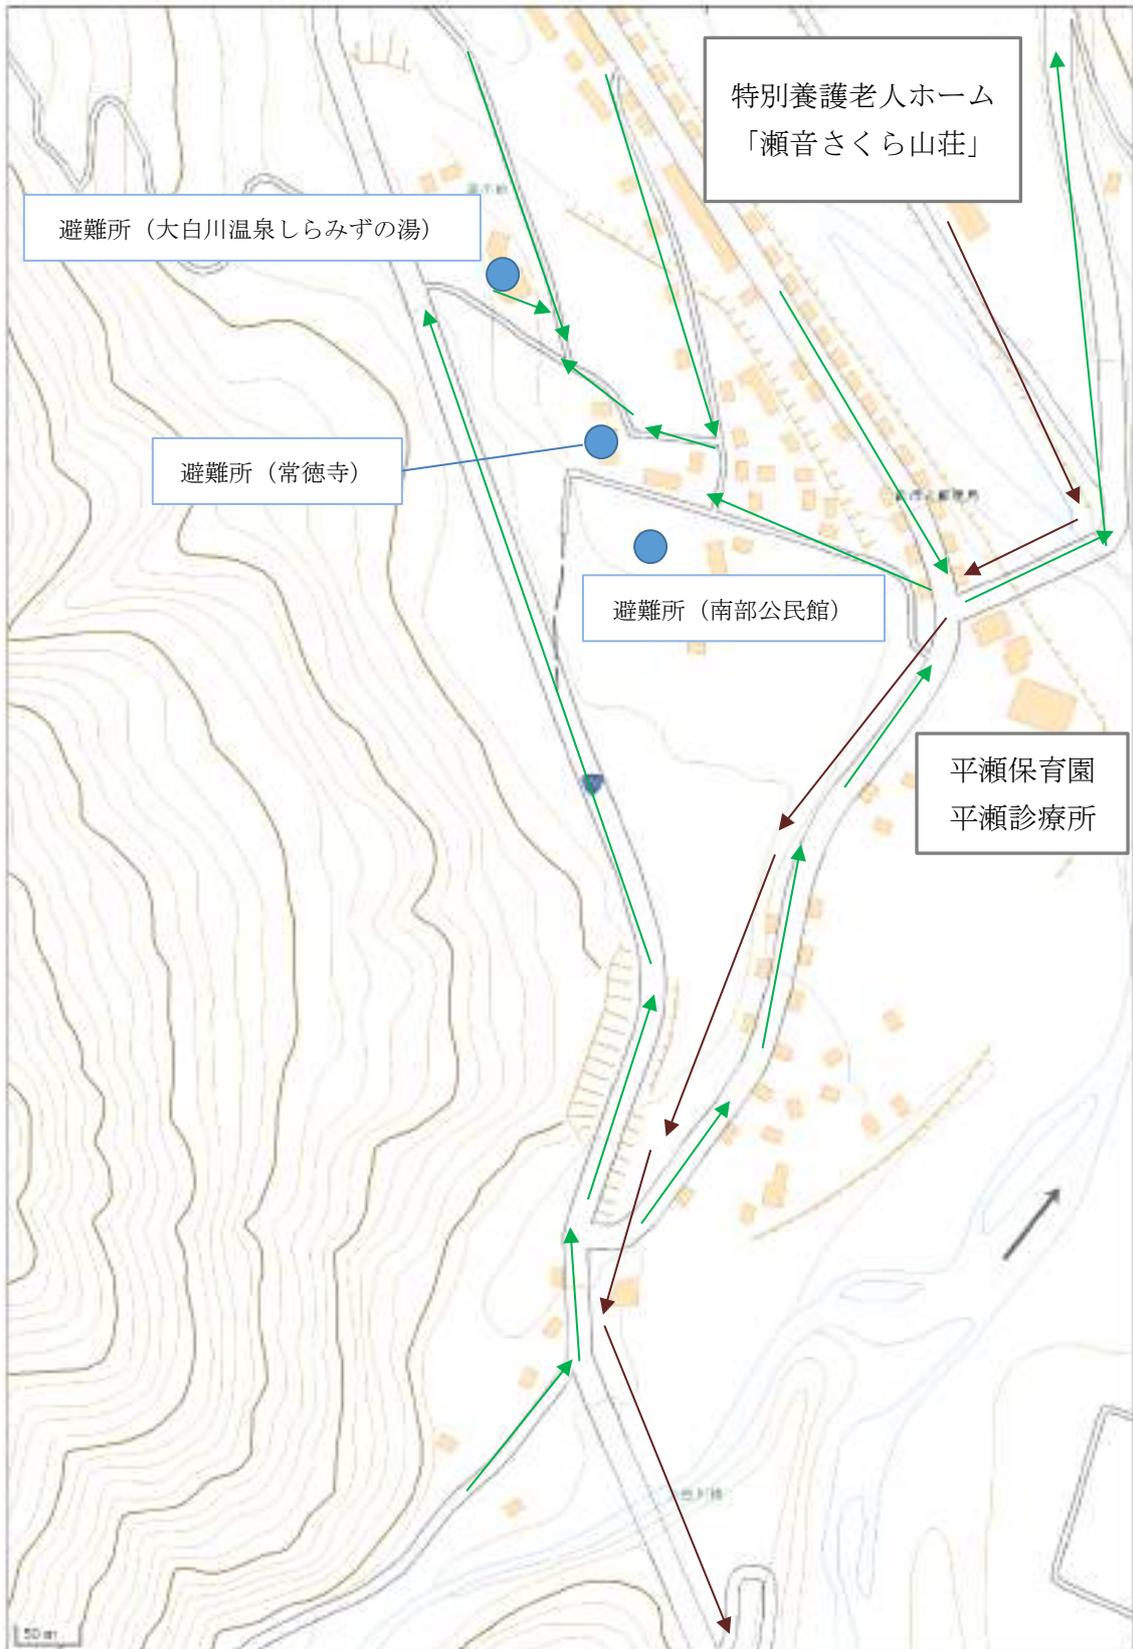 特別養護老人ホーム
「瀬音さくら山荘」
避難所（大白川温泉しらみずの湯）
避難所（常徳寺）
避難所（南部公民館）
平瀬保育園
平瀬診療所
50 m